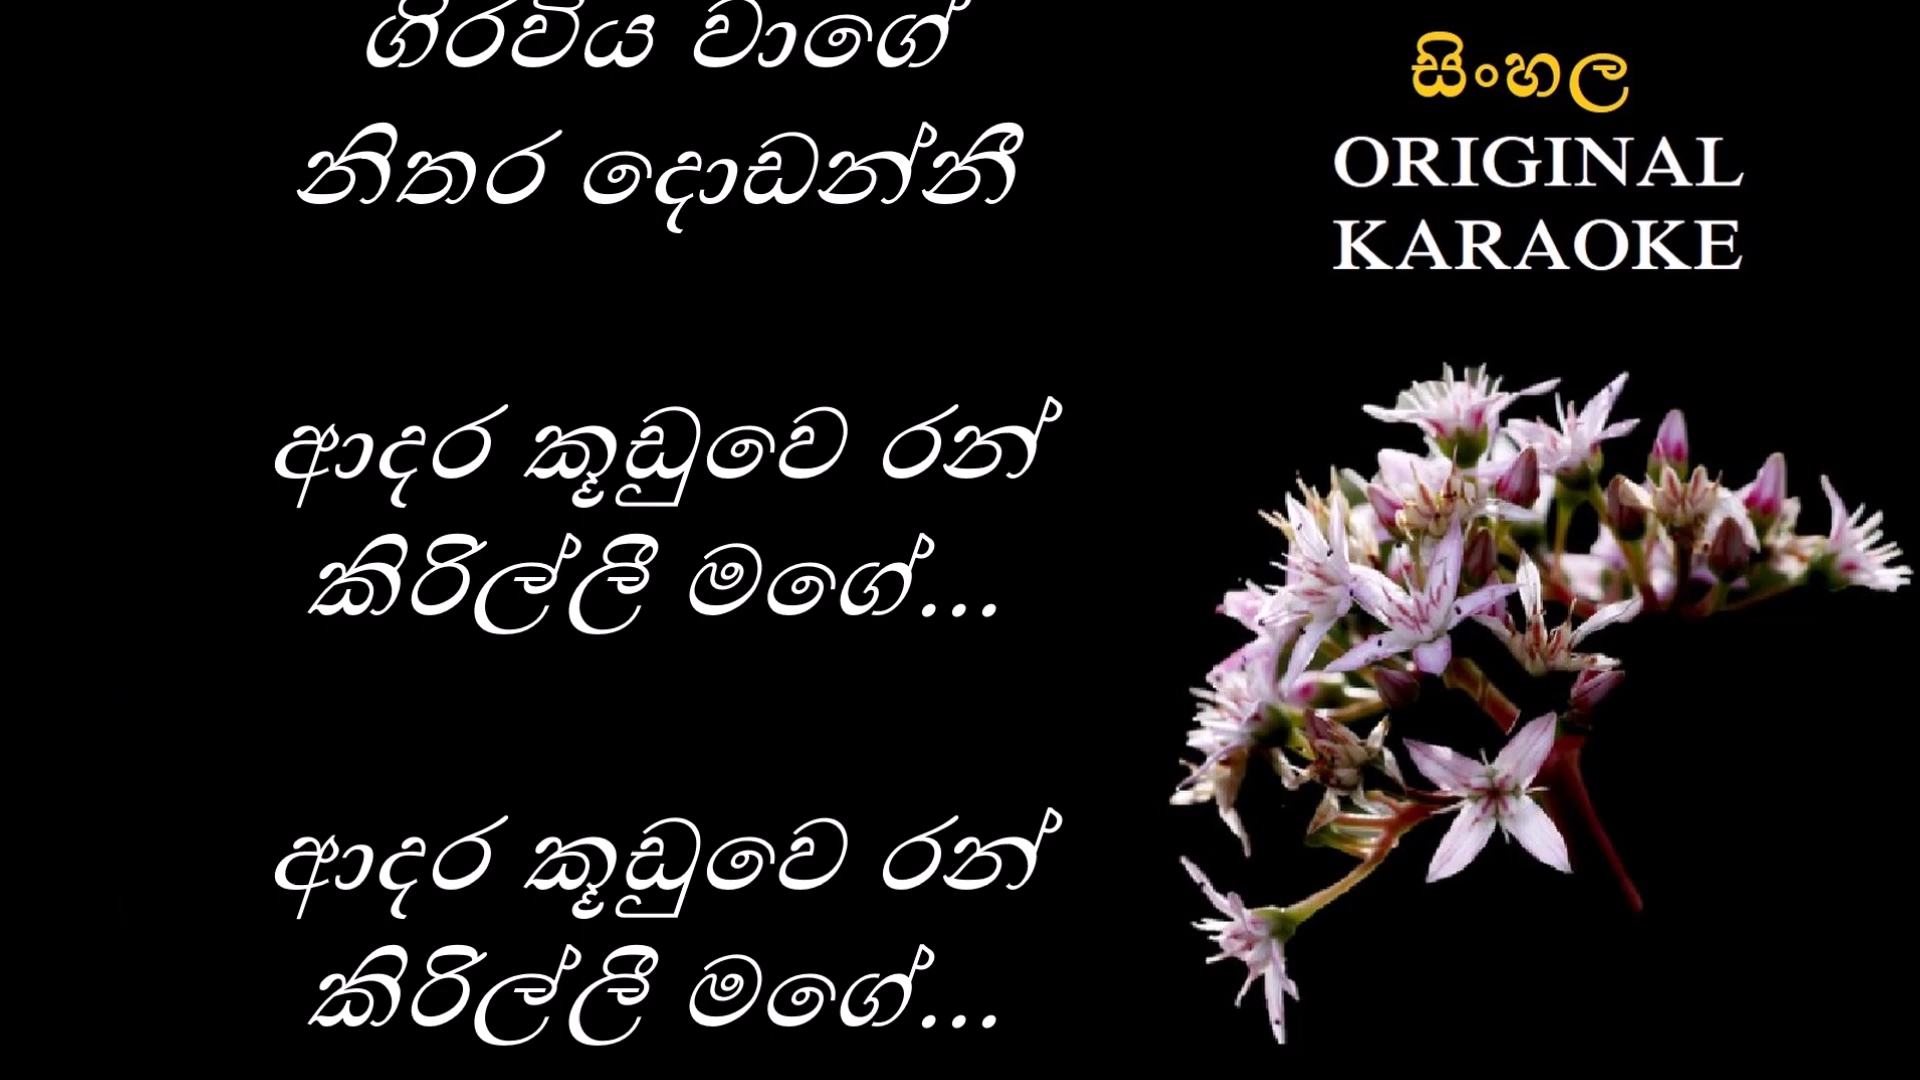 ගිරවිය වාගේ
නිතර දොඩන්නී
ආදර කූඩුවෙ රන්
කිරිල්ලී මගේ...
ආදර කූඩුවෙ රන්
කිරිල්ලී මගේ...
සිංහල
ORIGINAL
KARAOKE